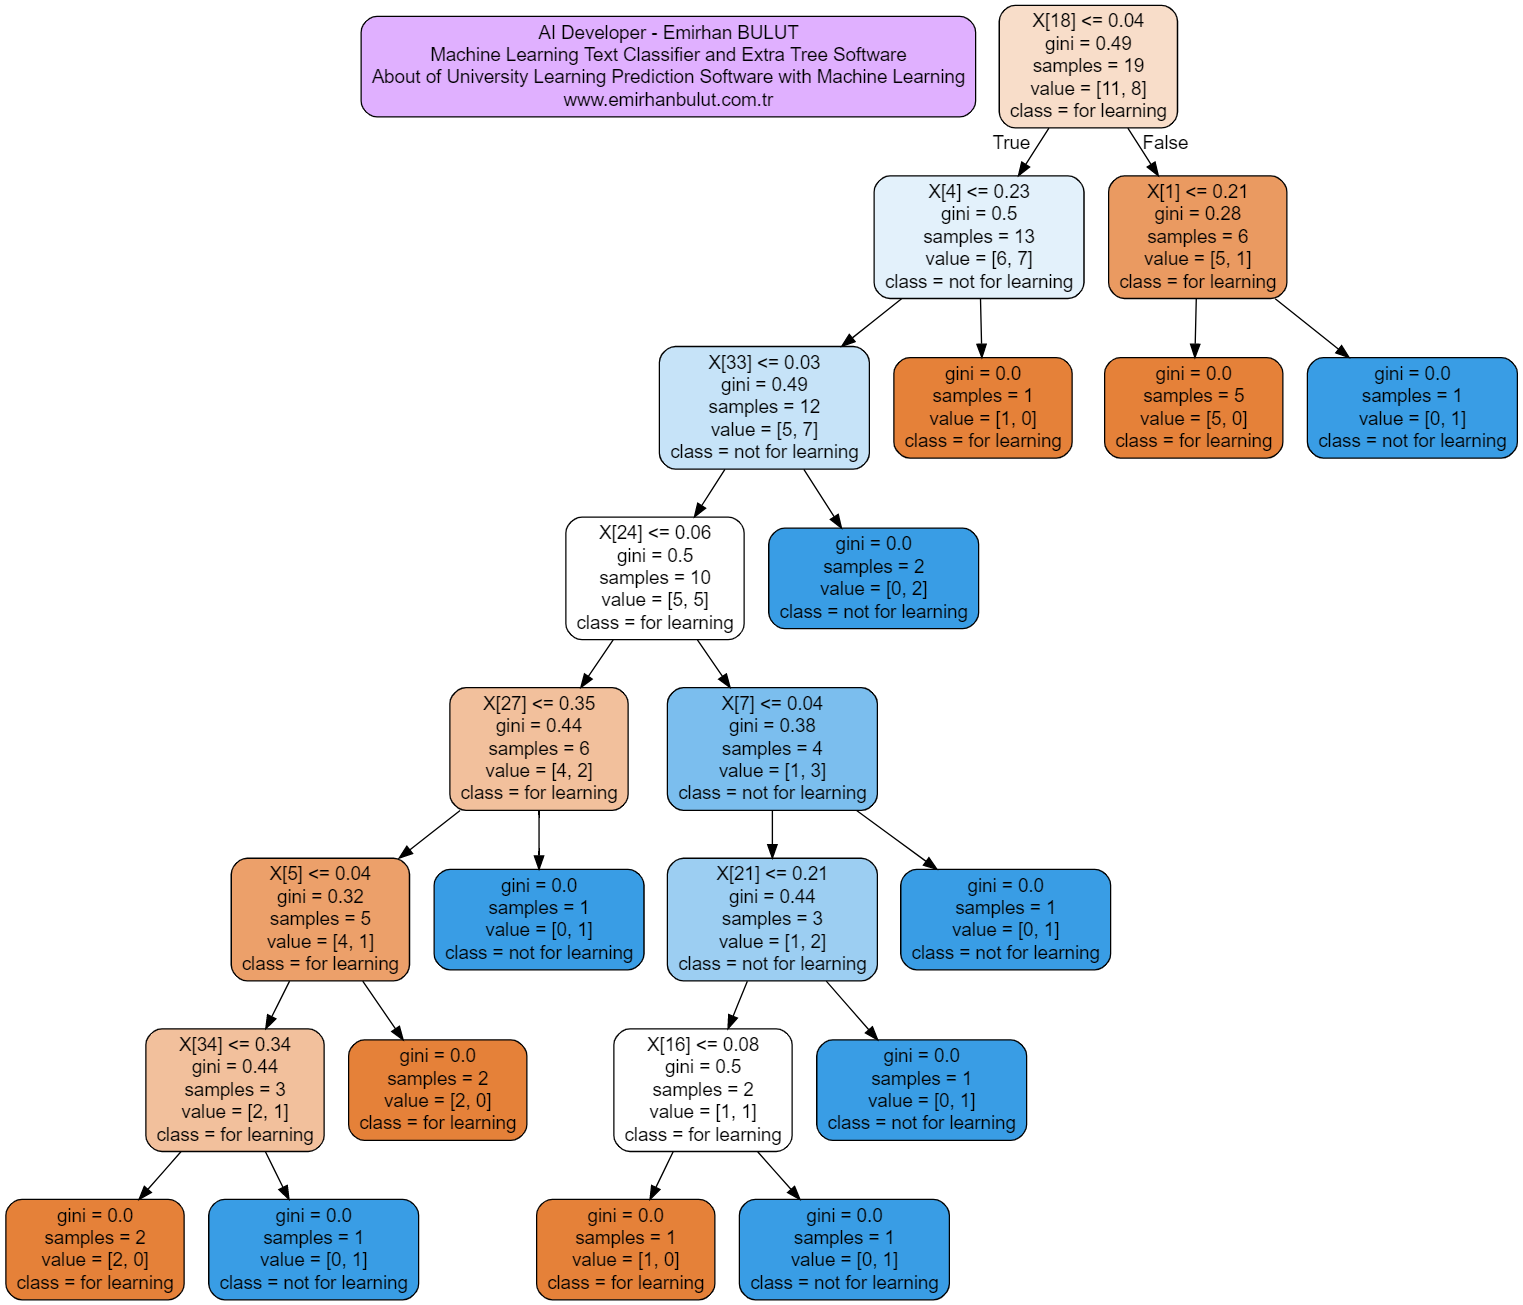 AI Developer - Emirhan BULUT
Machine Learning Text Classifier and Extra Tree Software
About of University Learning Prediction Software with Machine Learning
www.emirhanbulut.com.tr
X[18] <= 0.04
gini = 0.49
samples = 19
value = [11, 8]
class = for learning
True
False
X[4] <= 0.23
gini = 0.5
samples = 13
value = [6, 7]
class = not for learning
X[1] <= 0.21
gini = 0.28
samples = 6
value = [5, 1]
class = for learning
X[33] <= 0.03
gini = 0.49
samples = 12
value = [5, 7]
class = not for learning
gini = 0.0
samples = 1
value = [1, 0]
class = for learning
gini = 0.0
samples = 5
value = [5, 0]
class = for learning
gini = 0.0
samples = 1
value = [0, 1]
class = not for learning
X[24] <= 0.06
gini = 0.5
samples = 10
value = [5, 5]
class = for learning
gini = 0.0
samples = 2
value = [0, 2]
class = not for learning
X[27] <= 0.35
gini = 0.44
samples = 6
value = [4, 2]
class = for learning
X[7] <= 0.04
gini = 0.38
samples = 4
value = [1, 3]
class = not for learning
X[5] <= 0.04
gini = 0.32
samples = 5
value = [4, 1]
class = for learning
gini = 0.0
samples = 1
value = [0, 1]
class = not for learning
X[21] <= 0.21
gini = 0.44
samples = 3
value = [1, 2]
class = not for learning
gini = 0.0
samples = 1
value = [0, 1]
class = not for learning
X[34] <= 0.34
gini = 0.44
samples = 3
value = [2, 1]
class = for learning
gini = 0.0
samples = 2
value = [2, 0]
class = for learning
X[16] <= 0.08
gini = 0.5
samples = 2
value = [1, 1]
class = for learning
gini = 0.0
samples = 1
value = [0, 1]
class = not for learning
gini = 0.0
samples = 2
value = [2, 0]
class = for learning
gini = 0.0
samples = 1
value = [0, 1]
class = not for learning
gini = 0.0
samples = 1
value = [1, 0]
class = for learning
gini = 0.0
samples = 1
value = [0, 1]
class = not for learning